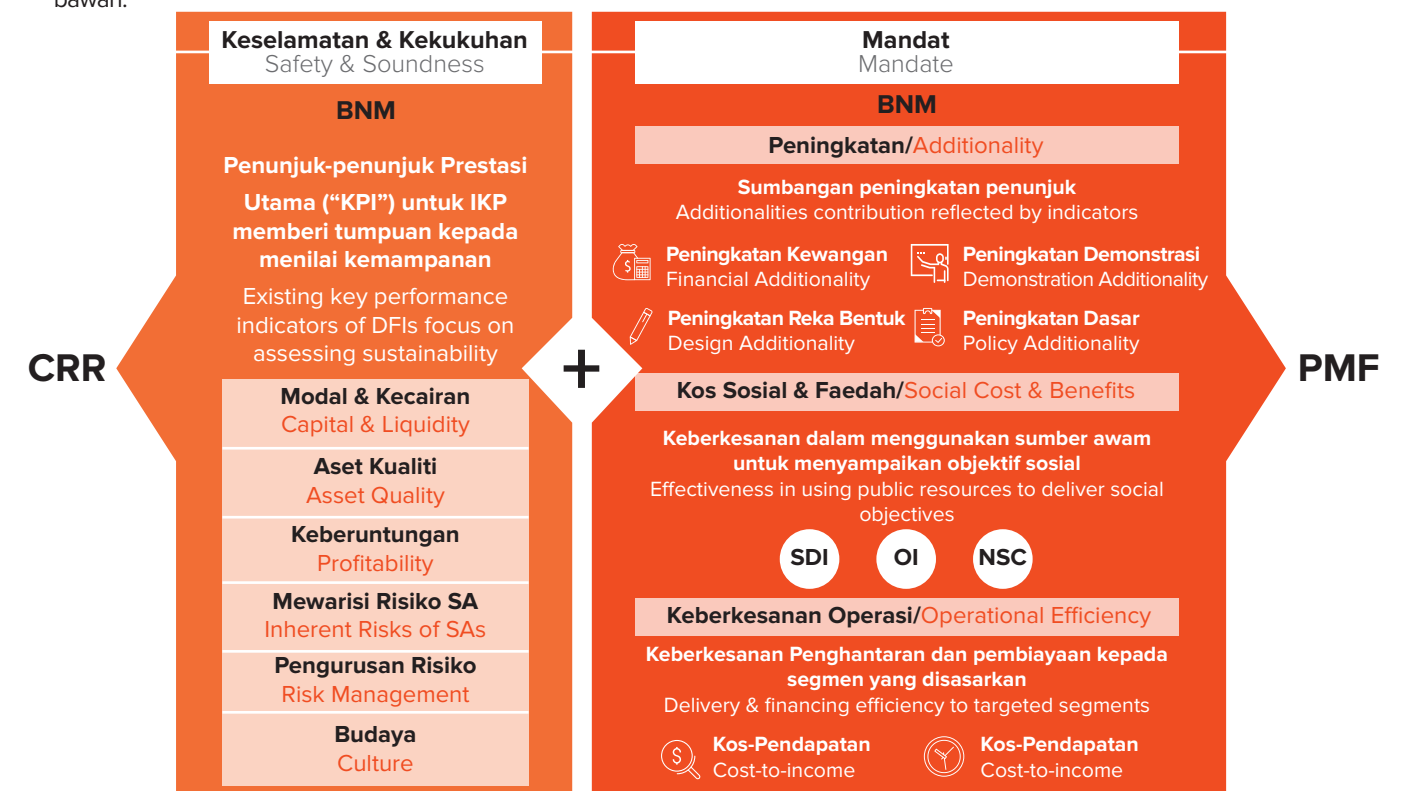 bawah.
Keselamatan & Kekukuhan
Safety & Soundness
BNM
Penunjuk-penunjuk Prestasi
Utama (“KPI”) untuk IKP
memberi tumpuan kepada
menilai kemampanan
Existing key performance
indicators of DFIs focus on
assessing sustainability
Modal & Kecairan
Capital & Liquidity
Aset Kualiti
Asset Quality
Keberuntungan
Profitability
Mewarisi Risiko SA
Inherent Risks of SAs
Pengurusan Risiko
Risk Management
Budaya
Culture
CRR
+
Mandat
Mandate
BNM
Peningkatan/Additionality
Sumbangan peningkatan penunjuk
Additionalities contribution reflected by indicators
Peningkatan Kewangan
Financial Additionality
Peningkatan Demonstrasi
Demonstration Additionality
Peningkatan Reka Bentuk
Design Additionality
Peningkatan Dasar
Policy Additionality
Kos Sosial & Faedah/Social Cost & Benefits
Keberkesanan dalam menggunakan sumber awam
untuk menyampaikan objektif sosial
Effectiveness in using public resources to deliver social
objectives
SDI
OI
NSC
Keberkesanan Operasi/Operational Efficiency
Keberkesanan Penghantaran dan pembiayaan kepada
segmen yang disasarkan
Delivery & financing efficiency to targeted segments
Kos-Pendapatan
Cost-to-income
Kos-Pendapatan
Cost-to-income
PMF